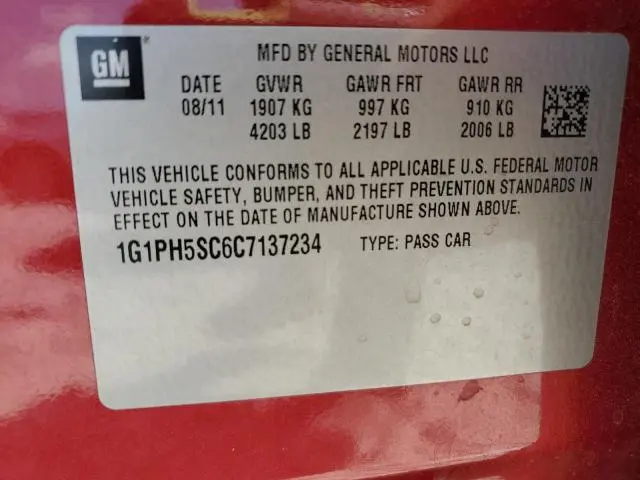 GM
MFD BY GENERAL MOTORS LLC
DATE GVWR GAWR FRT GAWR RR
08/11 1907 KG 997 KG 910 KG
4203 LB 2197 LB 2006 LB
THIS VEHICLE CONFORMS TO ALL APPLICABLE U.S. FEDERAL MOTOR
VEHICLE SAFETY, BUMPER, AND THEFT PREVENTION STANDARDS IN
EFFECT ON THE DATE OF MANUFACTURE SHOWN ABOVE.
1G1PH5SC6C7137234 TYPE: PASS CAR